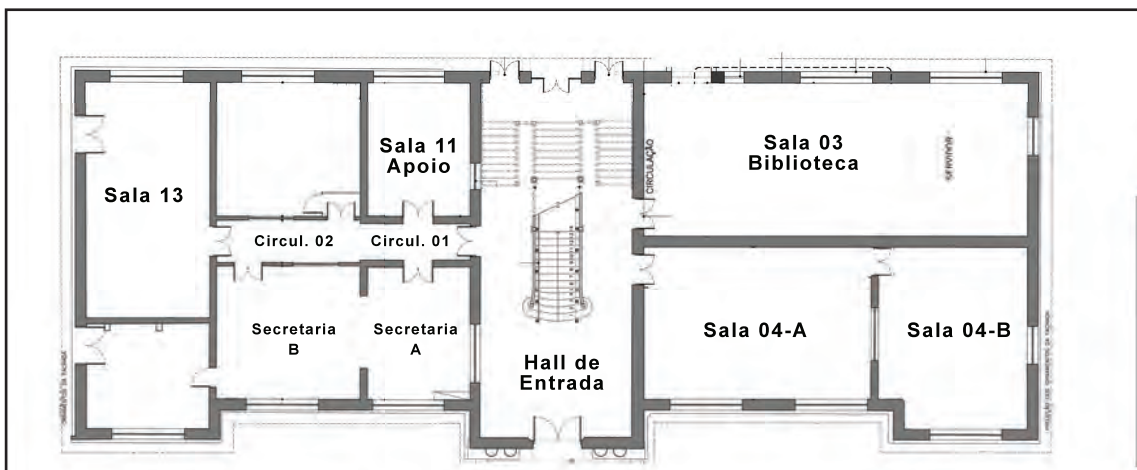 Sala 13
Sala 11
Apoio
Circul. 02
Circul. 01
Secretaria
B
Secretaria
A
Hall de
Entrada
CIRCULAÇÃO
Sala 03
Biblioteca
SERVIDOR
Sala 04-A
Sala 04-B